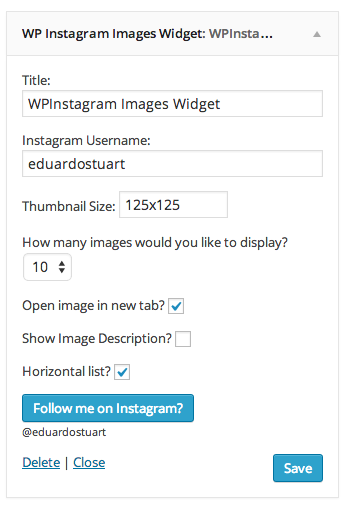 WP Instagram Images Widget: WPInsta...
Title:
WPInstagram Images Widget
Instagram Username:
eduardostuart
Thumbnail Size: 125x125
How many images would you like to display?
10
Open image in new tab?
Show Image Description?
Horizontal list?
Follow me on Instagram?
@eduardostuart
Delete | Close
Save